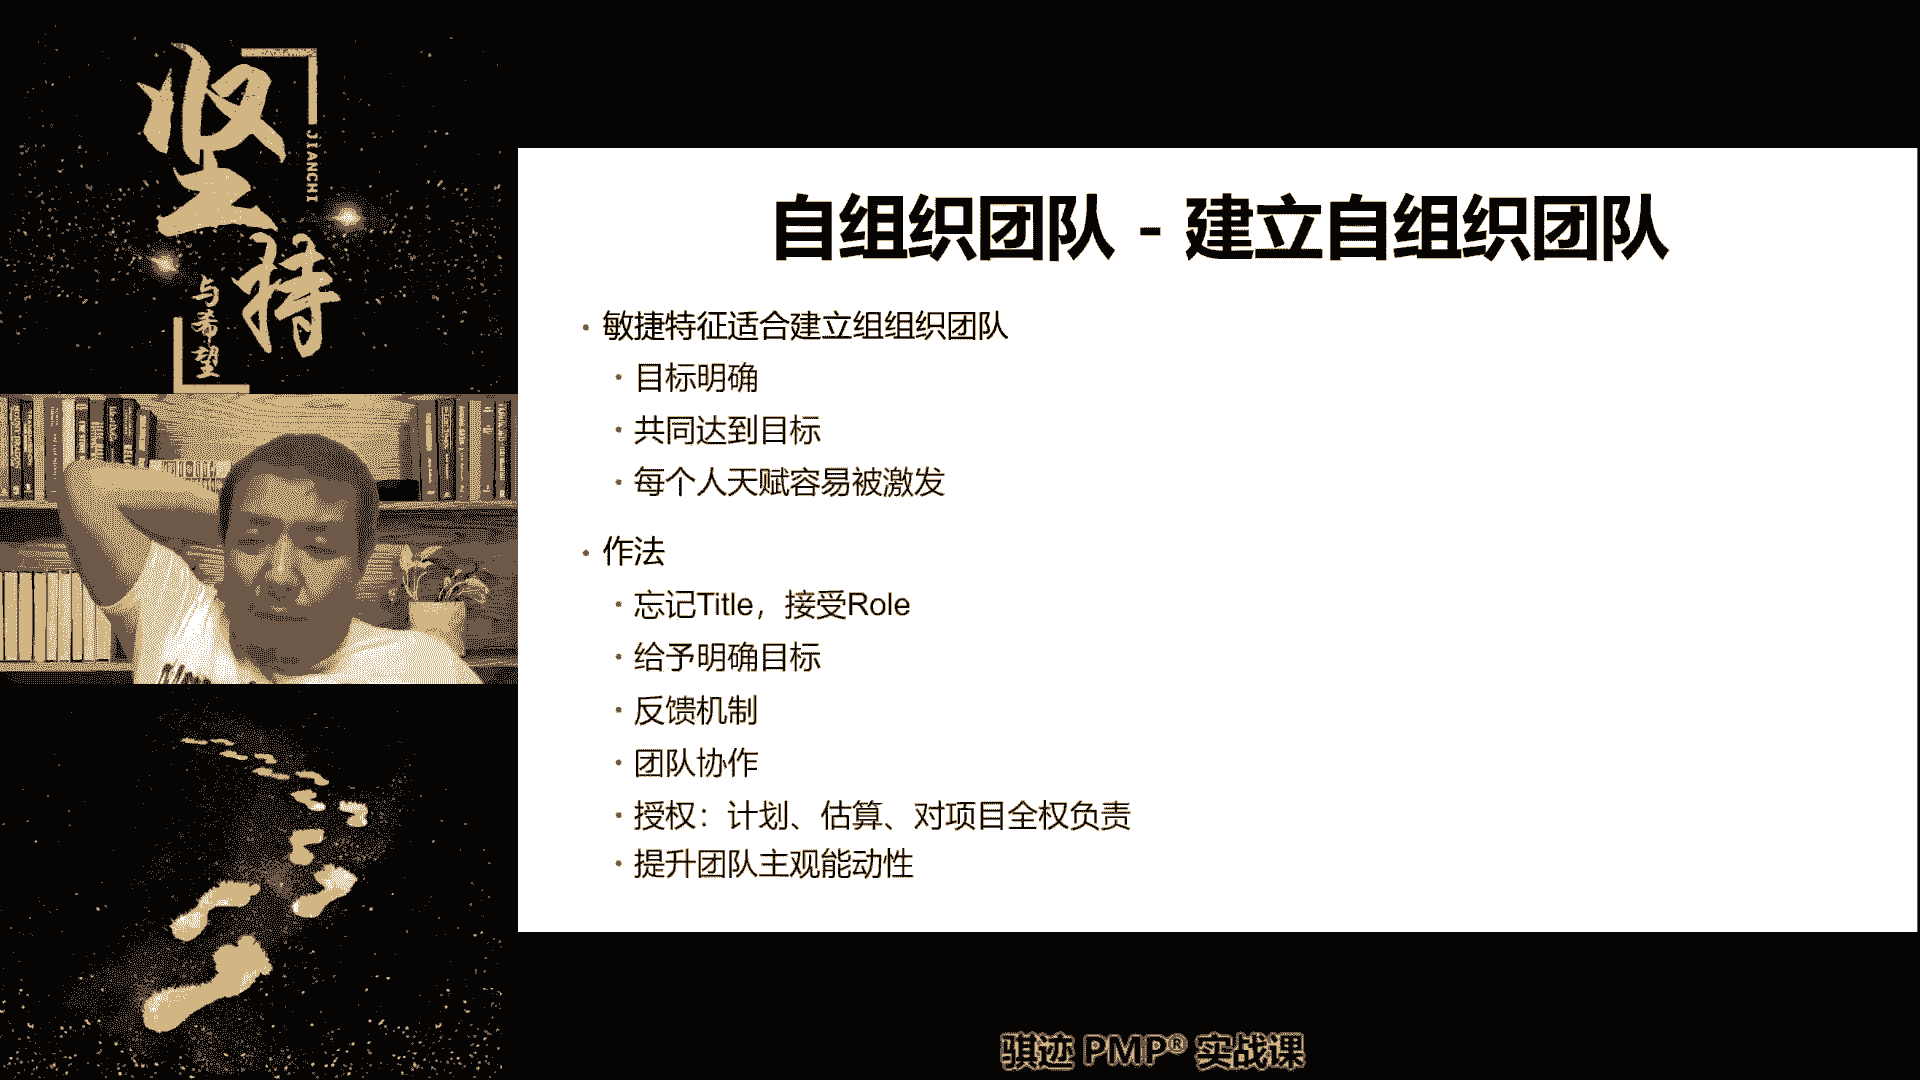 坚持
JIANCHI
与希望
自组织团队 - 建立自组织团队
· 敏捷特征适合建立组组织团队
· 目标明确
· 共同达到目标
· 每个人天赋容易被激发
· 作法
· 忘记Title，接受Role
· 给予明确目标
· 反馈机制
· 团队协作
· 授权：计划、估算、对项目全权负责
· 提升团队主观能动性
骐迹 PMP® 实战课